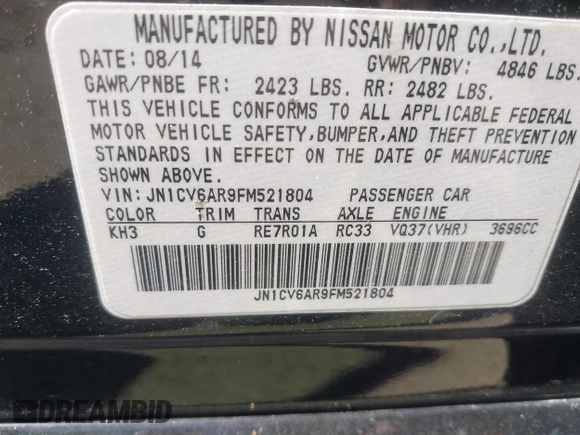 MANUFACTURED BY NISSAN MOTOR CO.,LTD.
DATE: 08/14 GVWR/PNBV: 4846 LBS.
GAWR/PNBE FR: 2423 LBS. RR: 2482 LBS.
THIS VEHICLE CONFORMS TO ALL APPLICABLE FEDERAL
MOTOR VEHICLE SAFETY,BUMPER,AND THEFT PREVENTION
STANDARDS IN EFFECT ON THE DATE OF MANUFACTURE
SHOWN ABOVE.
VIN: JN1CV6AR9FM521804 PASSENGER CAR
COLOR TRIM TRANS AXLE ENGINE
KH3 G RE7R01A RC33 VQ37(VHR) 3696CC
JN1CV6AR9FM521804
DREAMBID